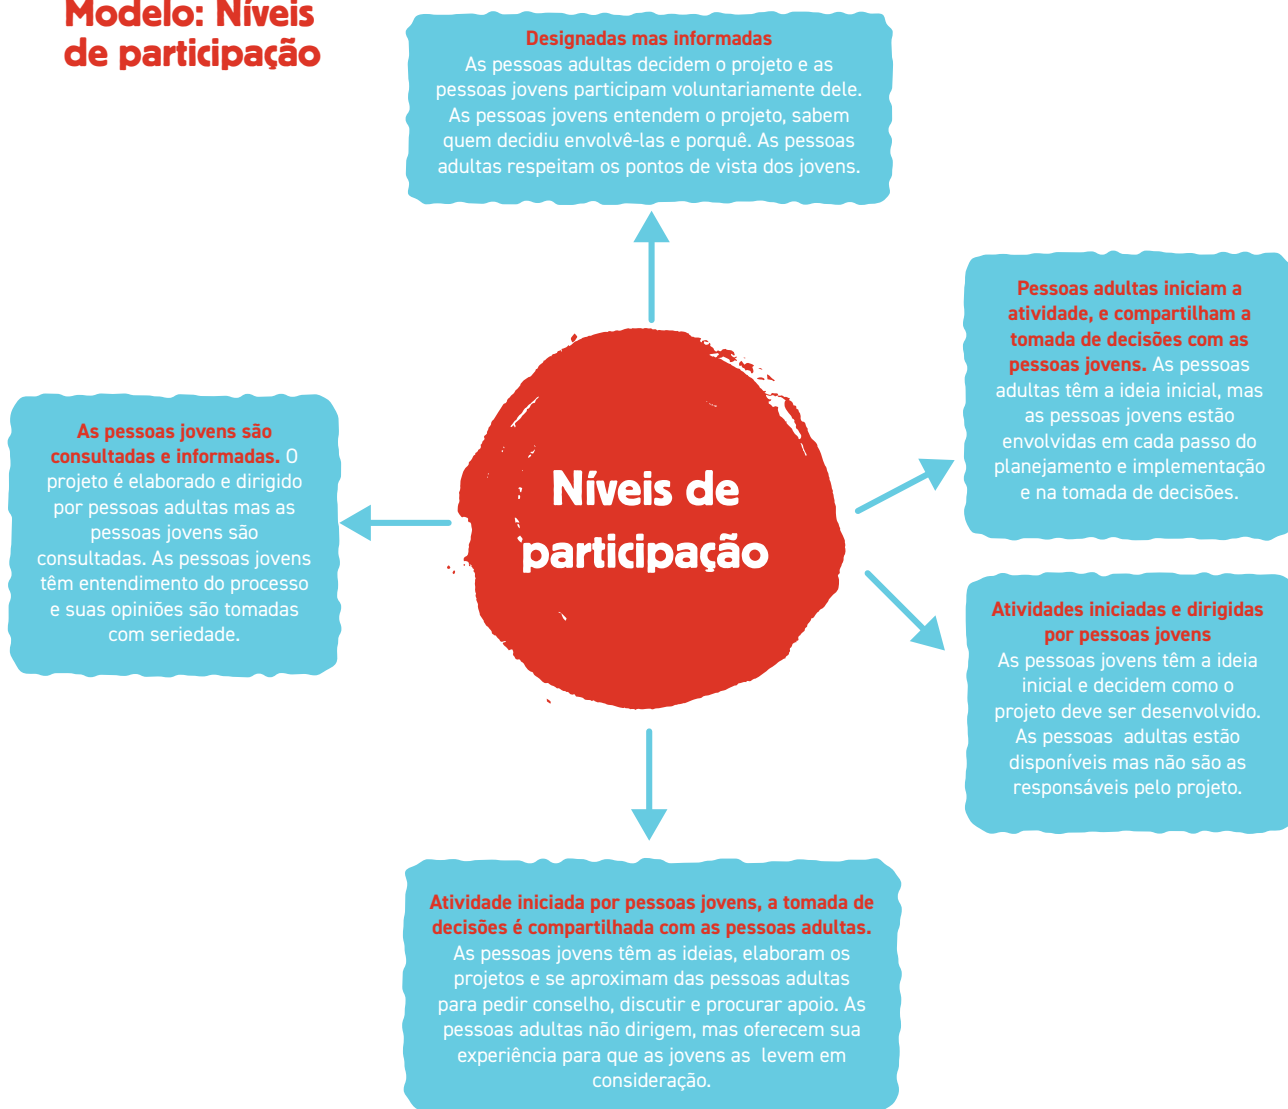 Modelo: Níveis
de participação
Designadas mas informadas
As pessoas adultas decidem o projeto e as
pessoas jovens participam voluntariamente dele.
As pessoas jovens entendem o projeto, sabem
quem decidiu envolvê-las e porquê. As pessoas
adultas respeitam os pontos de vista dos jovens.
Pessoas adultas iniciam a
atividade, e compartilham a
tomada de decisões com as
pessoas jovens. As pessoas
adultas têm a ideia inicial, mas
as pessoas jovens estão
envolvidas em cada passo do
planejamento e implementação
e na tomada de decisões.
As pessoas jovens são
consultadas e informadas. O
projeto é elaborado e dirigido
por pessoas adultas mas as
pessoas jovens são
consultadas. As pessoas jovens
têm entendimento do processo
e suas opiniões são tomadas
com seriedade.
Níveis de
participação
Atividades iniciadas e dirigidas
por pessoas jovens
As pessoas jovens têm a ideia
inicial e decidem como o
projeto deve ser desenvolvido.
As pessoas adultas estão
disponíveis mas não são as
responsáveis pelo projeto.
Atividade iniciada por pessoas jovens, a tomada de
decisões é compartilhada com as pessoas adultas.
As pessoas jovens têm as ideias, elaboram os
projetos e se aproximam das pessoas adultas
para pedir conselho, discutir e procurar apoio. As
pessoas adultas não dirigem, mas oferecem sua
experiência para que as jovens as levem em
consideração.